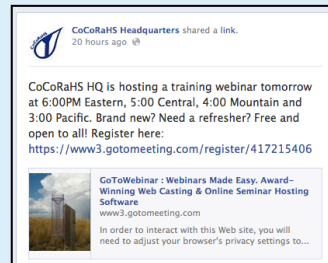 CoCoRaHS Headquarters shared a link.
20 hours ago
CoCoRaHS HQ is hosting a training webinar tomorrow
at 6:00PM Eastern, 5:00 Central, 4:00 Mountain and
3:00 Pacific. Brand new? Need a refresher? Free and
open to all! Register here:
https://www3.gotomeeting.com/register/417215406
GoToWebinar : Webinars Made Easy. Award-
Winning Web Casting & Online Seminar Hosting
Software
www3.gotomeeting.com
In order to interact with this Web site, you will
need to adjust your browser's privacy settings to...